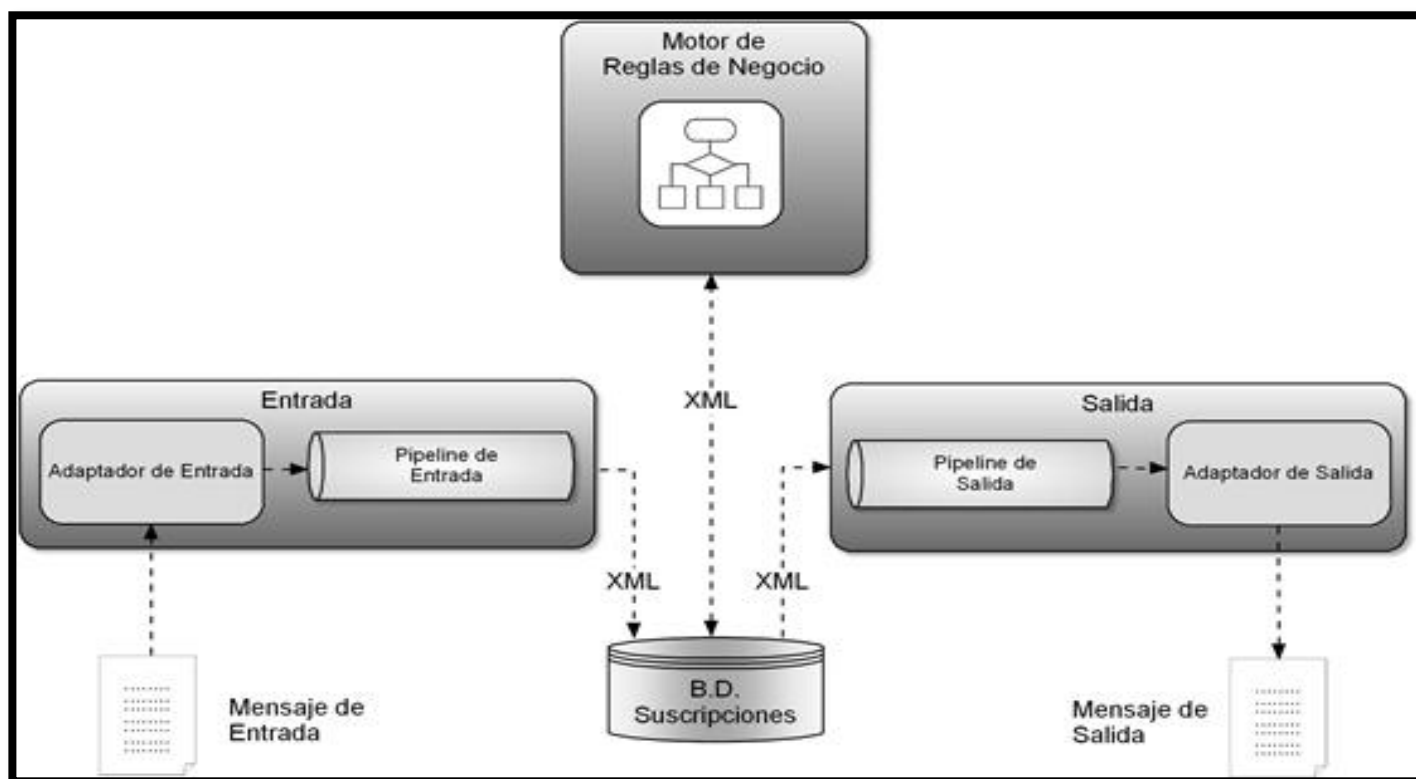 Motor de
Reglas de Negocio
XML
Entrada
Adaptador de Entrada
Pipeline de
Entrada
XML
Salida
Pipeline de
Salida
Adaptador de Salida
XML
B.D.
Suscripciones
Mensaje de
Entrada
Mensaje de
Salida